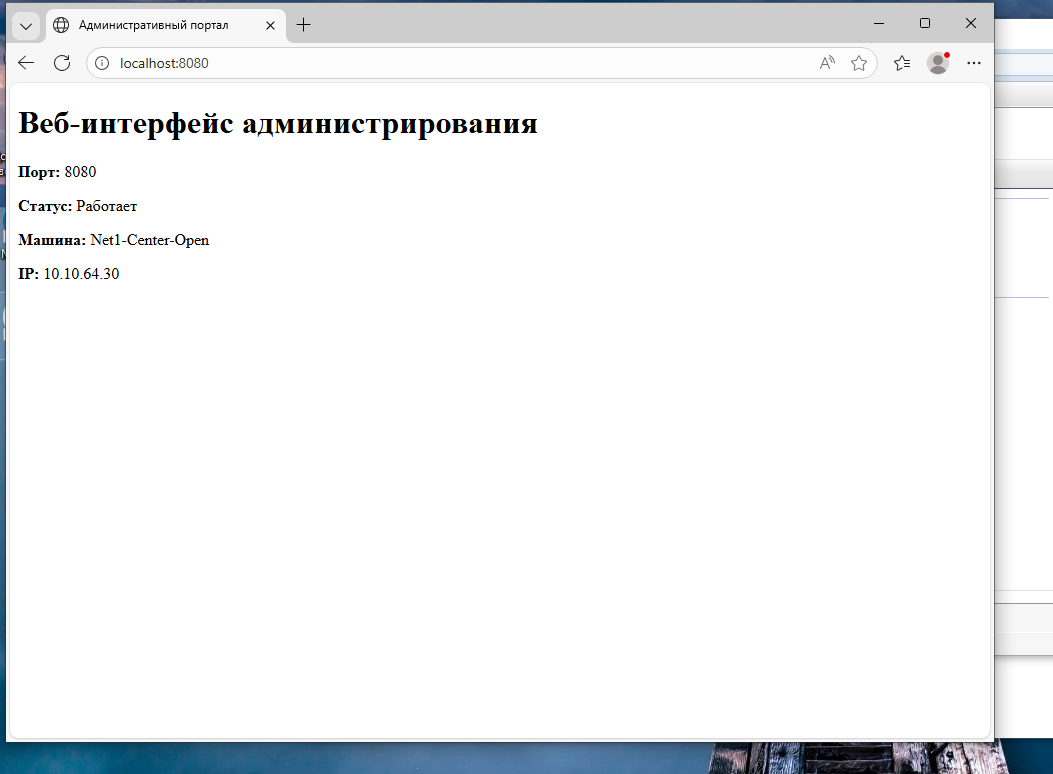 Административный портал
localhost:8080
Веб-интерфейс администрирования
Порт: 8080
Статус: Работает
Машина: Net1-Center-Open
IP: 10.10.64.30